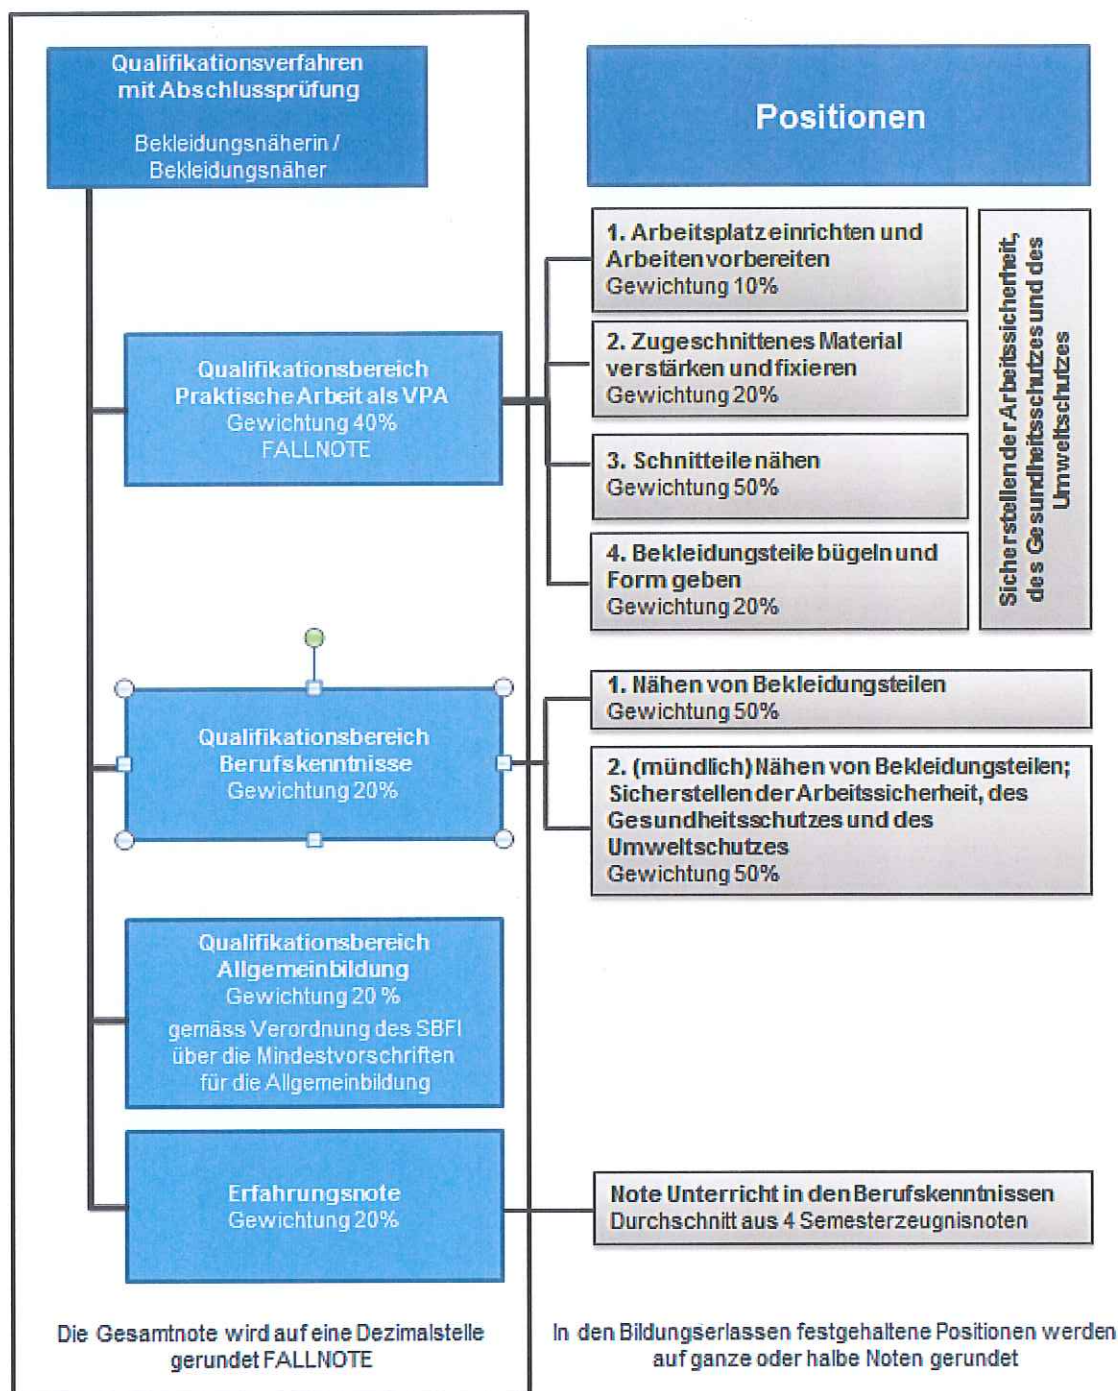 Qualifikationsverfahren
mit Abschlussprüfung
Bekleidungsnäherin /
Bekleidungsnäher
Positionen
Qualifikationsbereich
Praktische Arbeit als VPA
Gewichtung 40%
FALLNOTE
1. Arbeitsplatz einrichten und
Arbeiten vorbereiten
Gewichtung 10%
2. Zugeschnittenes Material
verstärken und fixieren
Gewichtung 20%
3. Schnitteile nähen
Gewichtung 50%
4. Bekleidungsteile bügeln und
Form geben
Gewichtung 20%
Sicherstellen der Arbeitssicherheit,
des Gesundheitsschutzes und des
Umweltschutzes
Qualifikationsbereich
Berufskenntnisse
Gewichtung 20%
1. Nähen von Bekleidungsteilen
Gewichtung 50%
2. (mündlich) Nähen von Bekleidungsteilen;
Sicherstellen der Arbeitssicherheit, des
Gesundheitsschutzes und des
Umweltschutzes
Gewichtung 50%
Qualifikationsbereich
Allgemeinbildung
Gewichtung 20 %
gemäss Verordnung des SBFI
über die Mindestvorschriften
für die Allgemeinbildung
Erfahrungsnote
Gewichtung 20%
Note Unterricht in den Berufskenntnissen
Durchschnitt aus 4 Semesterzeugnisnoten
Die Gesamtnote wird auf eine Dezimalstelle
gerundet FALLNOTE
In den Bildungserlassen festgehaltene Positionen werden
auf ganze oder halbe Noten gerundet